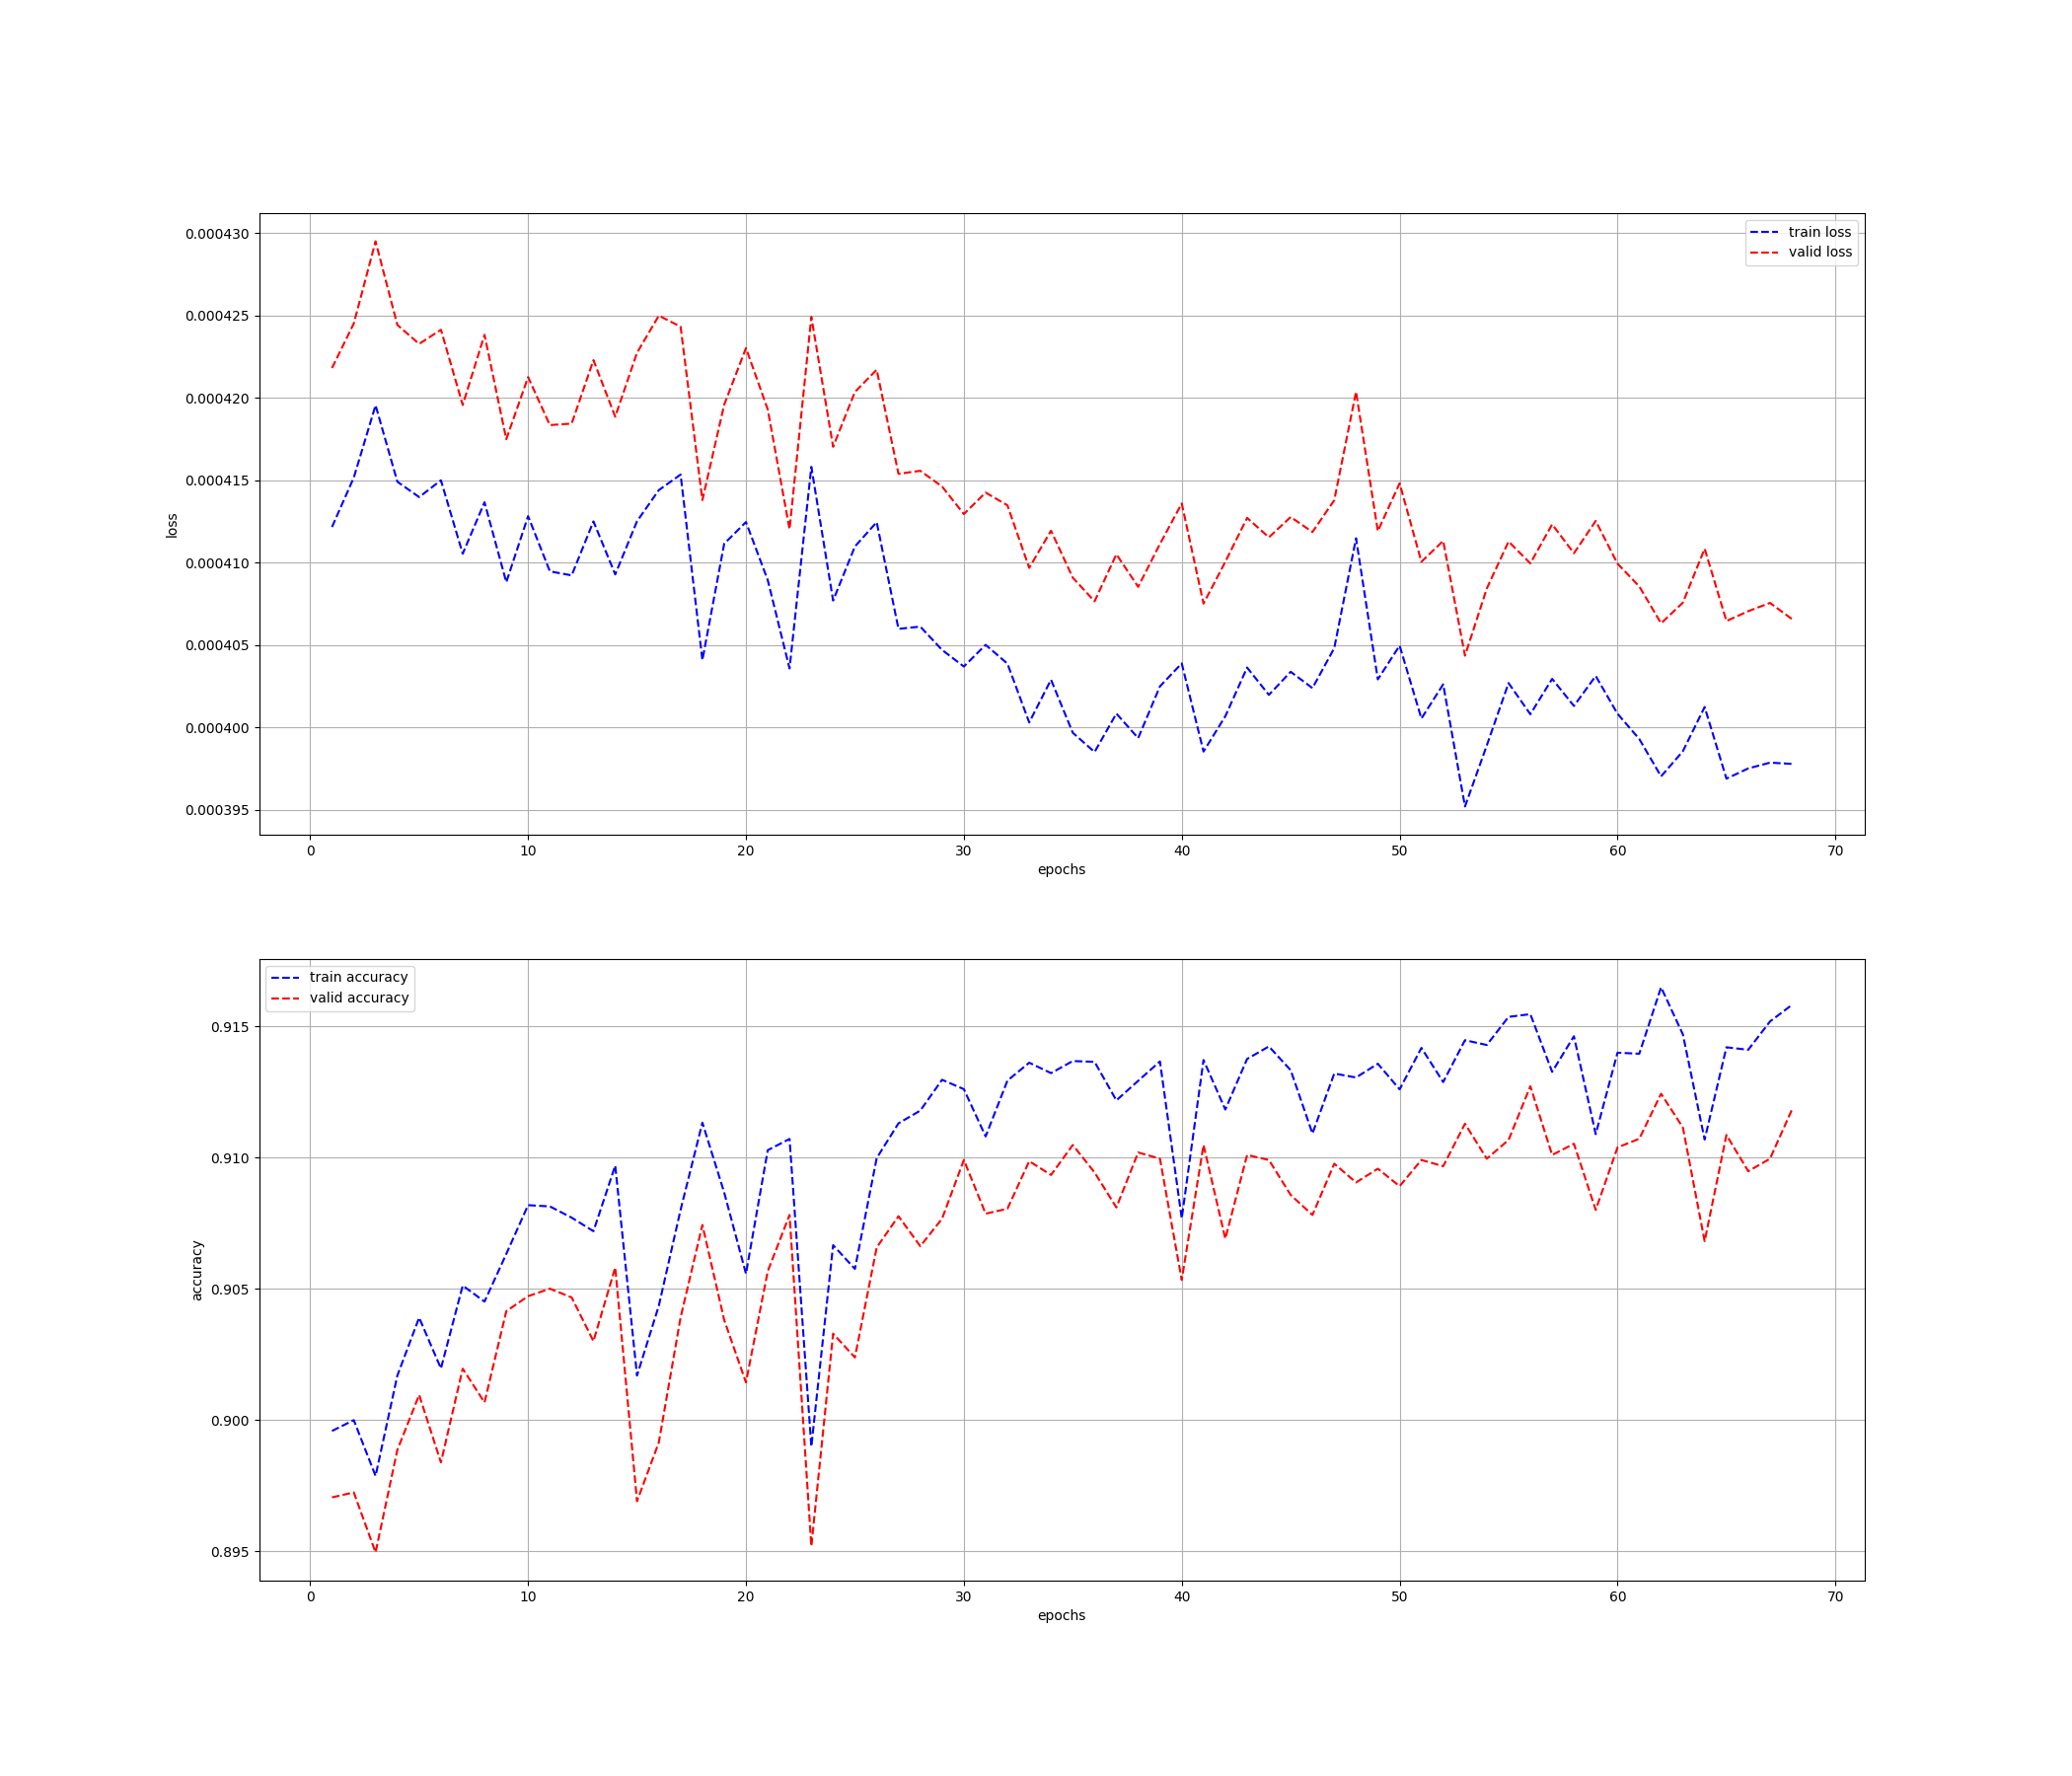 0.000430
0.000425
0.000420
0.000415
0.000410
0.000405
0.000400
0.000395
loss
train loss
valid loss
0 10 20 30 40 50 60 70
epochs
train accuracy
valid accuracy
0.915
0.910
0.905
0.900
0.895
accuracy
0 10 20 30 40 50 60 70
epochs